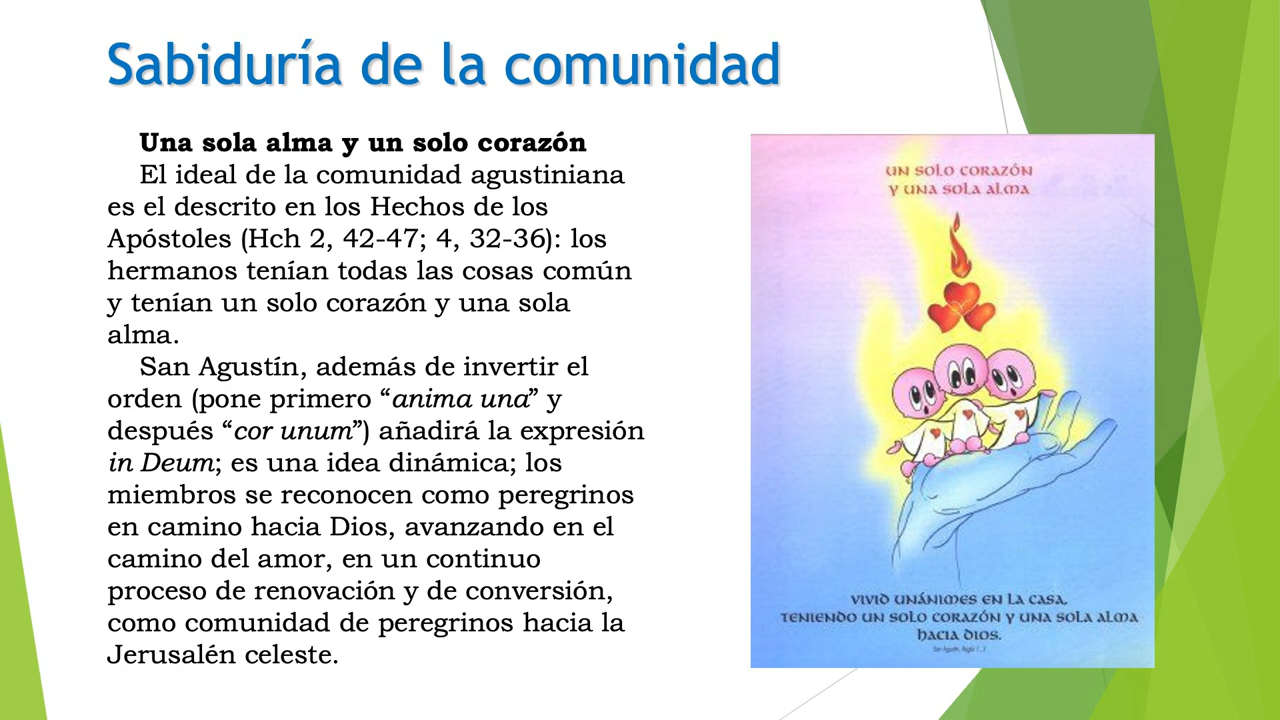 Sabiduría de la comunidad
Una sola alma y un solo corazón
El ideal de la comunidad agustiniana
es el descrito en los Hechos de los
Apóstoles (Hch 2, 42-47; 4, 32-36): los
hermanos tenían todas las cosas común
y tenían un solo corazón y una sola
alma.
San Agustín, además de invertir el
orden (pone primero “anima una” y
después “cor unum”) añadirá la expresión
in Deum; es una idea dinámica; los
miembros se reconocen como peregrinos
en camino hacia Dios, avanzando en el
camino del amor, en un continuo
proceso de renovación y de conversión,
como comunidad de peregrinos hacia la
Jerusalén celeste.
UN SOLO CORAZÓN
Y UNA SOLA ALMA
VIVID UNÁNIMES EN LA CASA,
TENIENDO UN SOLO CORAZÓN Y UNA SOLA ALMA
HACIA DIOS.
San Agustín, Regla